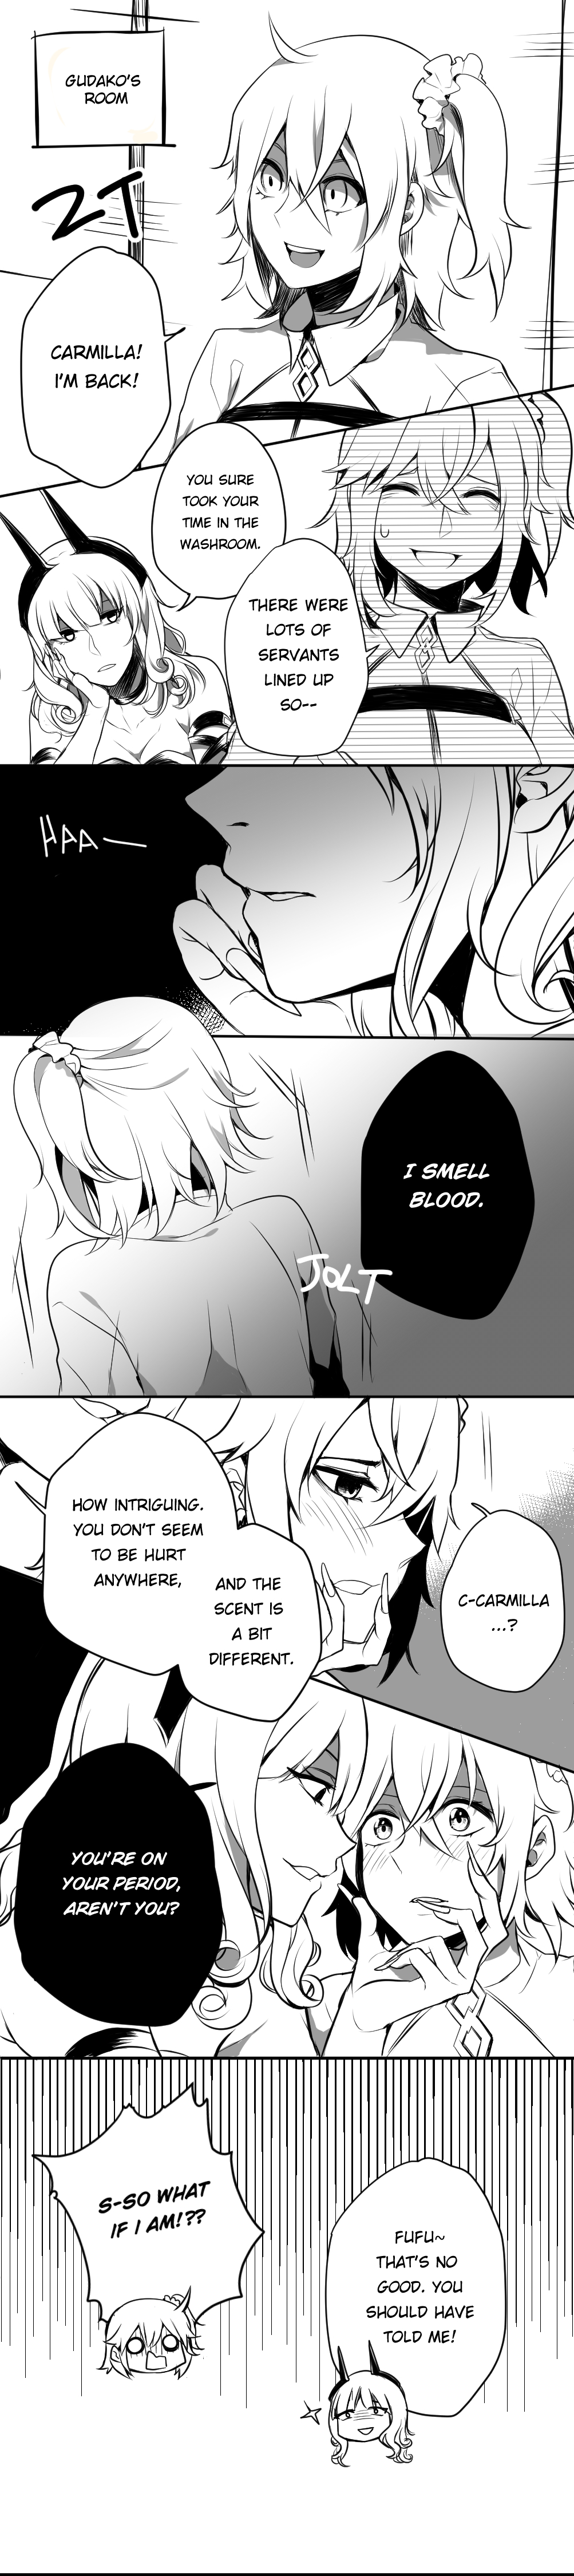 GUDAKO'S
ROOM
CARMILLA!
I'M BACK!
YOU SURE
TOOK YOUR
TIME IN THE
WASHROOM.
THERE WERE
LOTS OF
SERVANTS
LINED UP
SO--
HAA—
I SMELL
BLOOD.
JOLT
HOW INTRIGUING.
YOU DON'T SEEM
TO BE HURT
ANYWHERE,
AND THE
SCENT IS
A BIT
DIFFERENT.
C-CARMILLA
...?
YOU'RE ON
YOUR PERIOD,
AREN'T YOU?
S-SO WHAT
IF I AM!??
FUFU~
THAT'S NO
GOOD. YOU
SHOULD HAVE
TOLD ME!